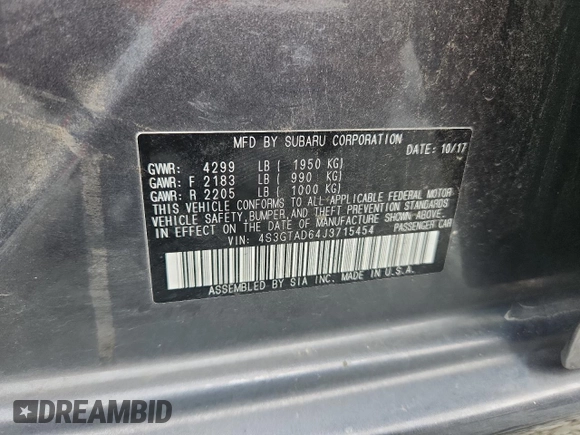 MFD BY SUBARU CORPORATION
DATE: 10/17
GVWR: 4299 LB ( 1950 KG)
GAWR: F 2183 LB ( 990 KG)
GAWR: R 2205 LB ( 1000 KG)
THIS VEHICLE CONFORMS TO ALL APPLICABLE FEDERAL MOTOR
VEHICLE SAFETY, BUMPER, AND THEFT PREVENTION STANDARDS
IN EFFECT ON THE DATE OF MANUFACTURE SHOWN ABOVE.
VIN: 4S3GTAD64J3715454 PASSENGER CAR
ASSEMBLED BY SIA INC. MADE IN U.S.A.
DREAMBID